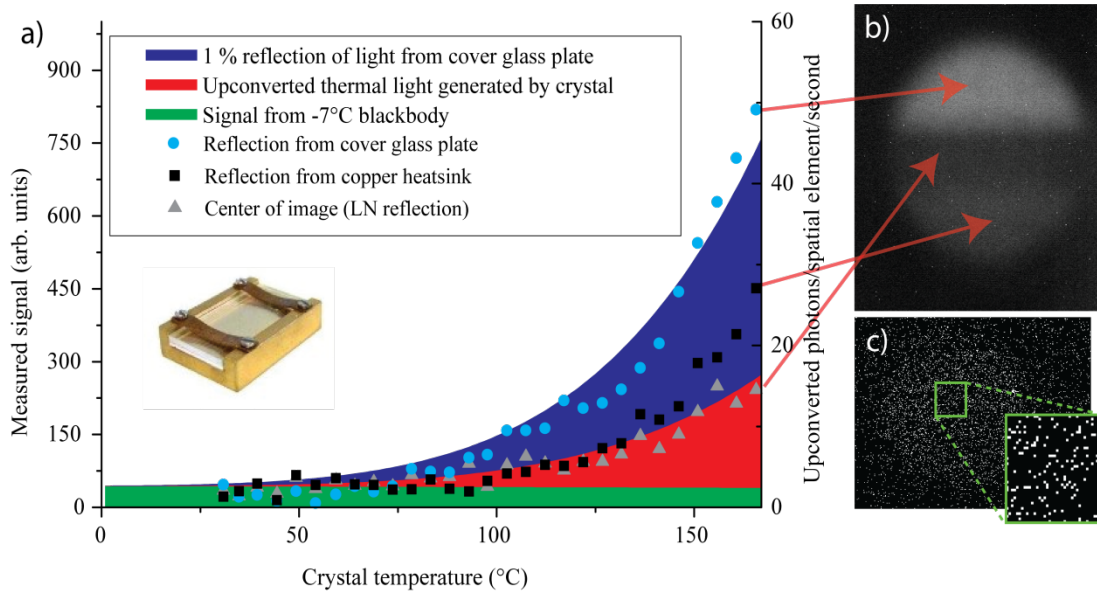 a)
1 % reflection of light from cover glass plate
Upconverted thermal light generated by crystal
Signal from -7°C blackbody
Reflection from cover glass plate
Reflection from copper heatsink
Center of image (LN reflection)
Measured signal (arb. units)
900
750
600
450
300
150
0
0
50
100
150
Crystal temperature (°C)
60
40
20
0
Upconverted photons/spatial element/second
b)
c)